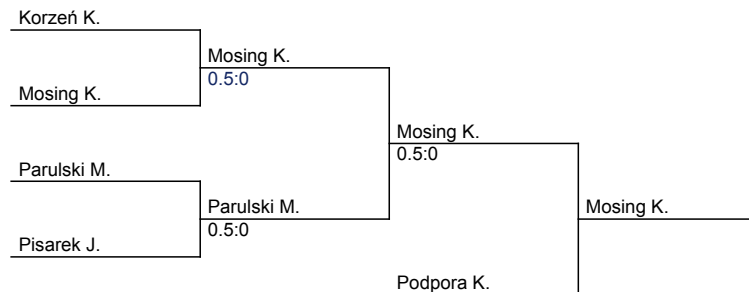 Korzeń K.
Mosing K.
0.5:0
Mosing K.
Mosing K.
0.5:0
Parulski M.
Parulski M.
0.5:0
Mosing K.
Pisarek J.
Podpora K.